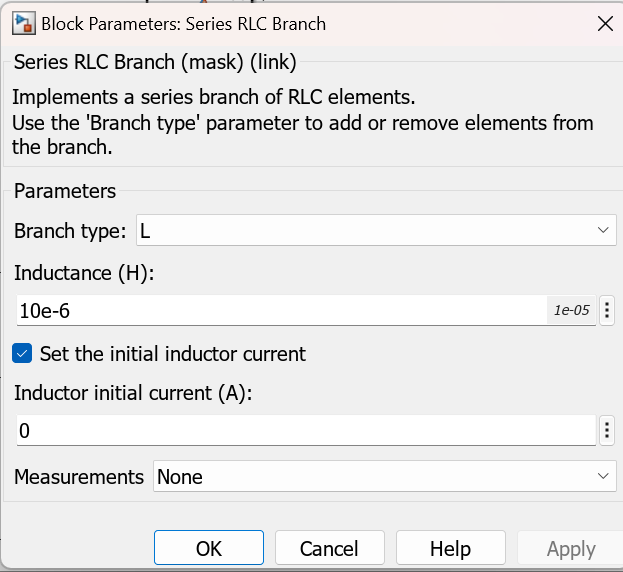 Block Parameters: Series RLC Branch
Series RLC Branch (mask) (link)
Implements a series branch of RLC elements.
Use the 'Branch type' parameter to add or remove elements from
the branch.
Parameters
Branch type: L
Inductance (H):
10e-6 1e-05
Set the initial inductor current
Inductor initial current (A):
0
Measurements None
OK Cancel Help Apply